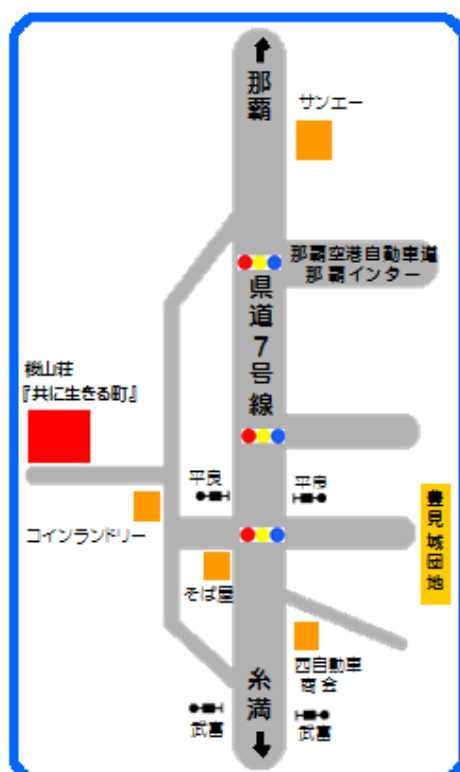 那覇
サンエー
那覇空港自動車道
那覇インター
県道7号線
機山荘
『共に生きる町』
平良
平良
豊見城団地
コインランドリー
そば屋
西自動車
商会
糸満
武富
武富